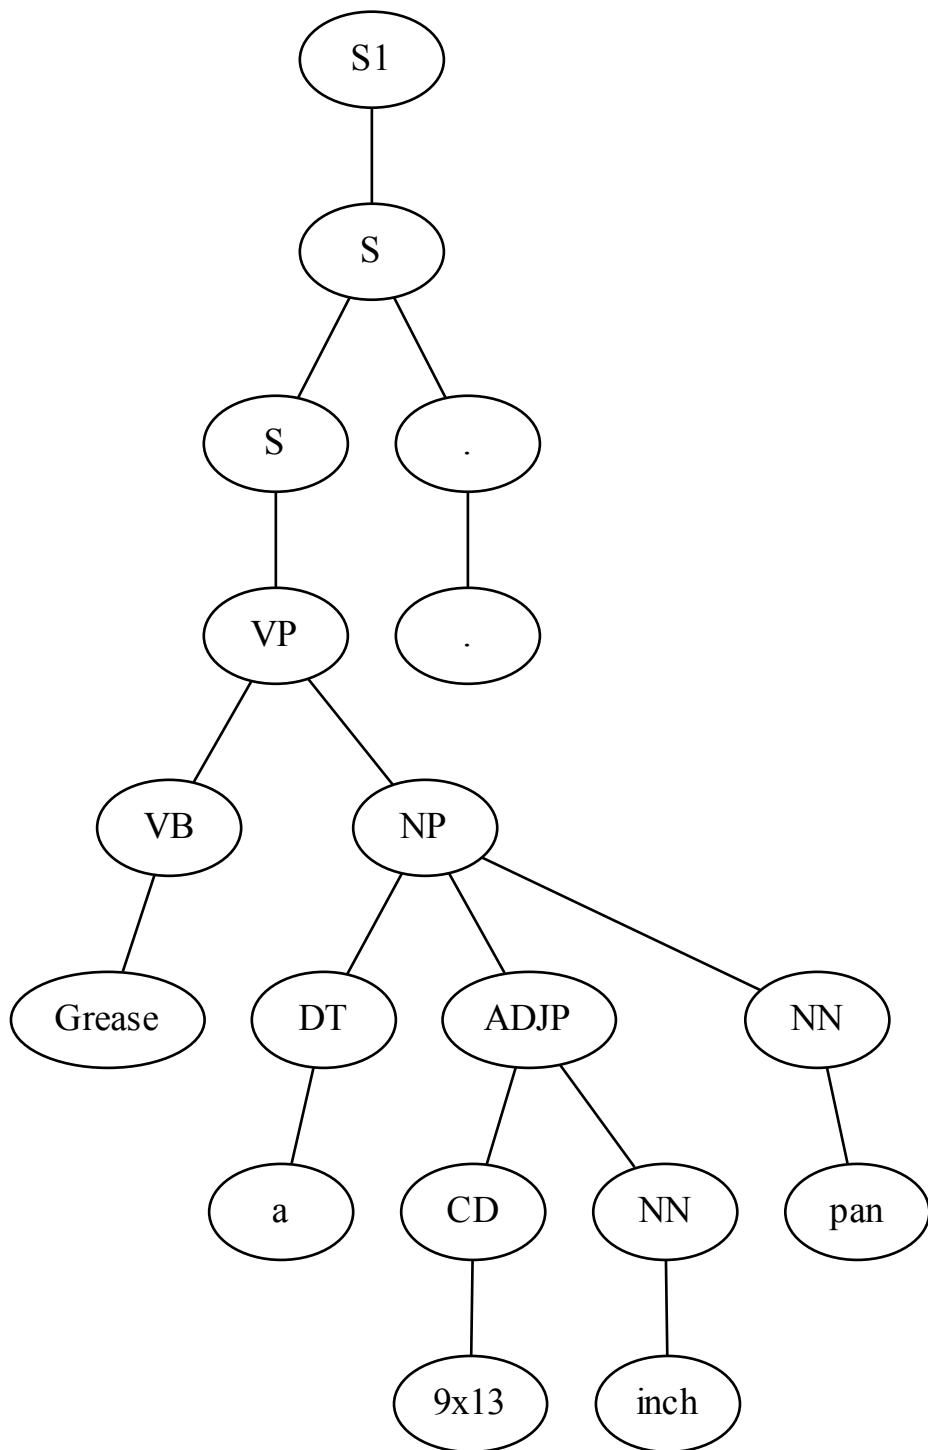 S1
S
S .
VP .
VB NP
Grease DT ADJP NN
a CD NN pan
9x13 inch